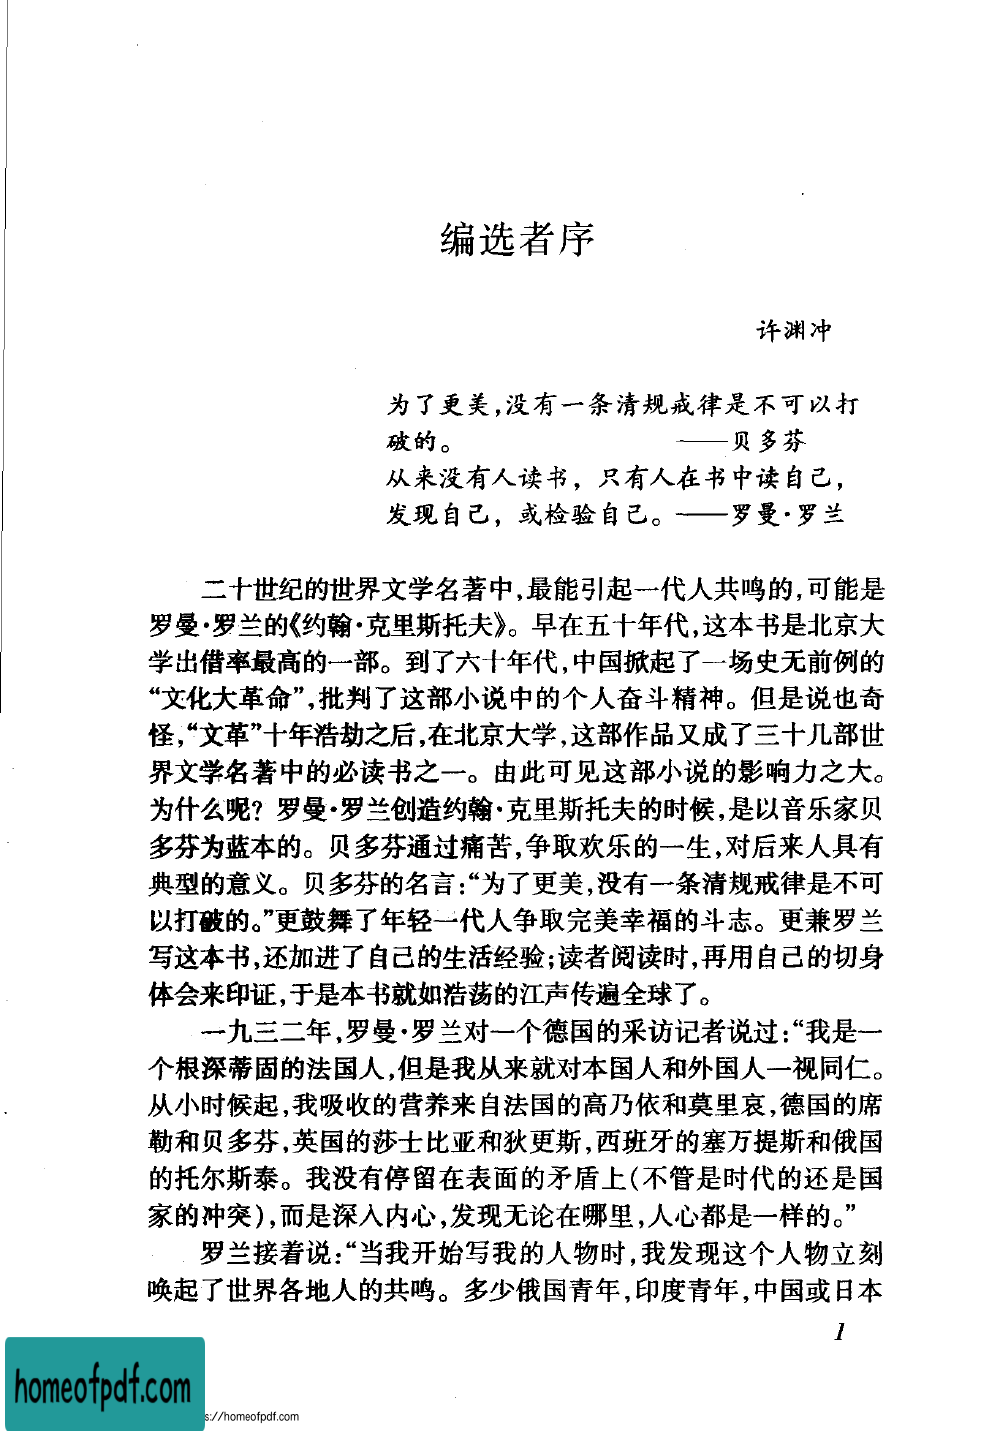 编选者序
许渊冲
为了更美,没有一条清规戒律是不可以打
破的。 ——贝多芬
从来没有人读书，只有人在书中读自己，
发现自己，或检验自己。——罗曼·罗兰
二十世纪的世界文学名著中,最能引起一代人共鸣的,可能是
罗曼·罗兰的《约翰·克里斯托夫》。早在五十年代,这本书是北京大
学出借率最高的一部。到了六十年代,中国掀起了一场史无前例的
“文化大革命”,批判了这部小说中的个人奋斗精神。但是说也奇
怪,“文革”十年浩劫之后,在北京大学,这部作品又成了三十几部世
界文学名著中的必读书之一。由此可见这部小说的影响力之大。
为什么呢? 罗曼·罗兰创造约翰·克里斯托夫的时候,是以音乐家贝
多芬为蓝本的。贝多芬通过痛苦,争取欢乐的一生,对后来人具有
典型的意义。贝多芬的名言:“为了更美,没有一条清规戒律是不可
以打破的。”更鼓舞了年轻一代人争取完美幸福的斗志。更兼罗兰
写这本书,还加进了自己的生活经验;读者阅读时,再用自己的切身
体会来印证,于是本书就如浩荡的江声传遍全球了。
一九三二年,罗曼·罗兰对一个德国的采访记者说过:“我是一
个根深蒂固的法国人,但是我从来就对本国人和外国人一视同仁。
从小时候起,我吸收的营养来自法国的高乃依和莫里哀,德国的席
勒和贝多芬,英国的莎士比亚和狄更斯,西班牙的塞万提斯和俄国
的托尔斯泰。我没有停留在表面的矛盾上(不管是时代的还是国
家的冲突),而是深入内心,发现无论在哪里,人心都是一样的。”
罗兰接着说:“当我开始写我的人物时,我发现这个人物立刻
唤起了世界各地人的共鸣。多少俄国青年,印度青年,中国或日本
1
homeofpdf.com
s://homeofpdf.com